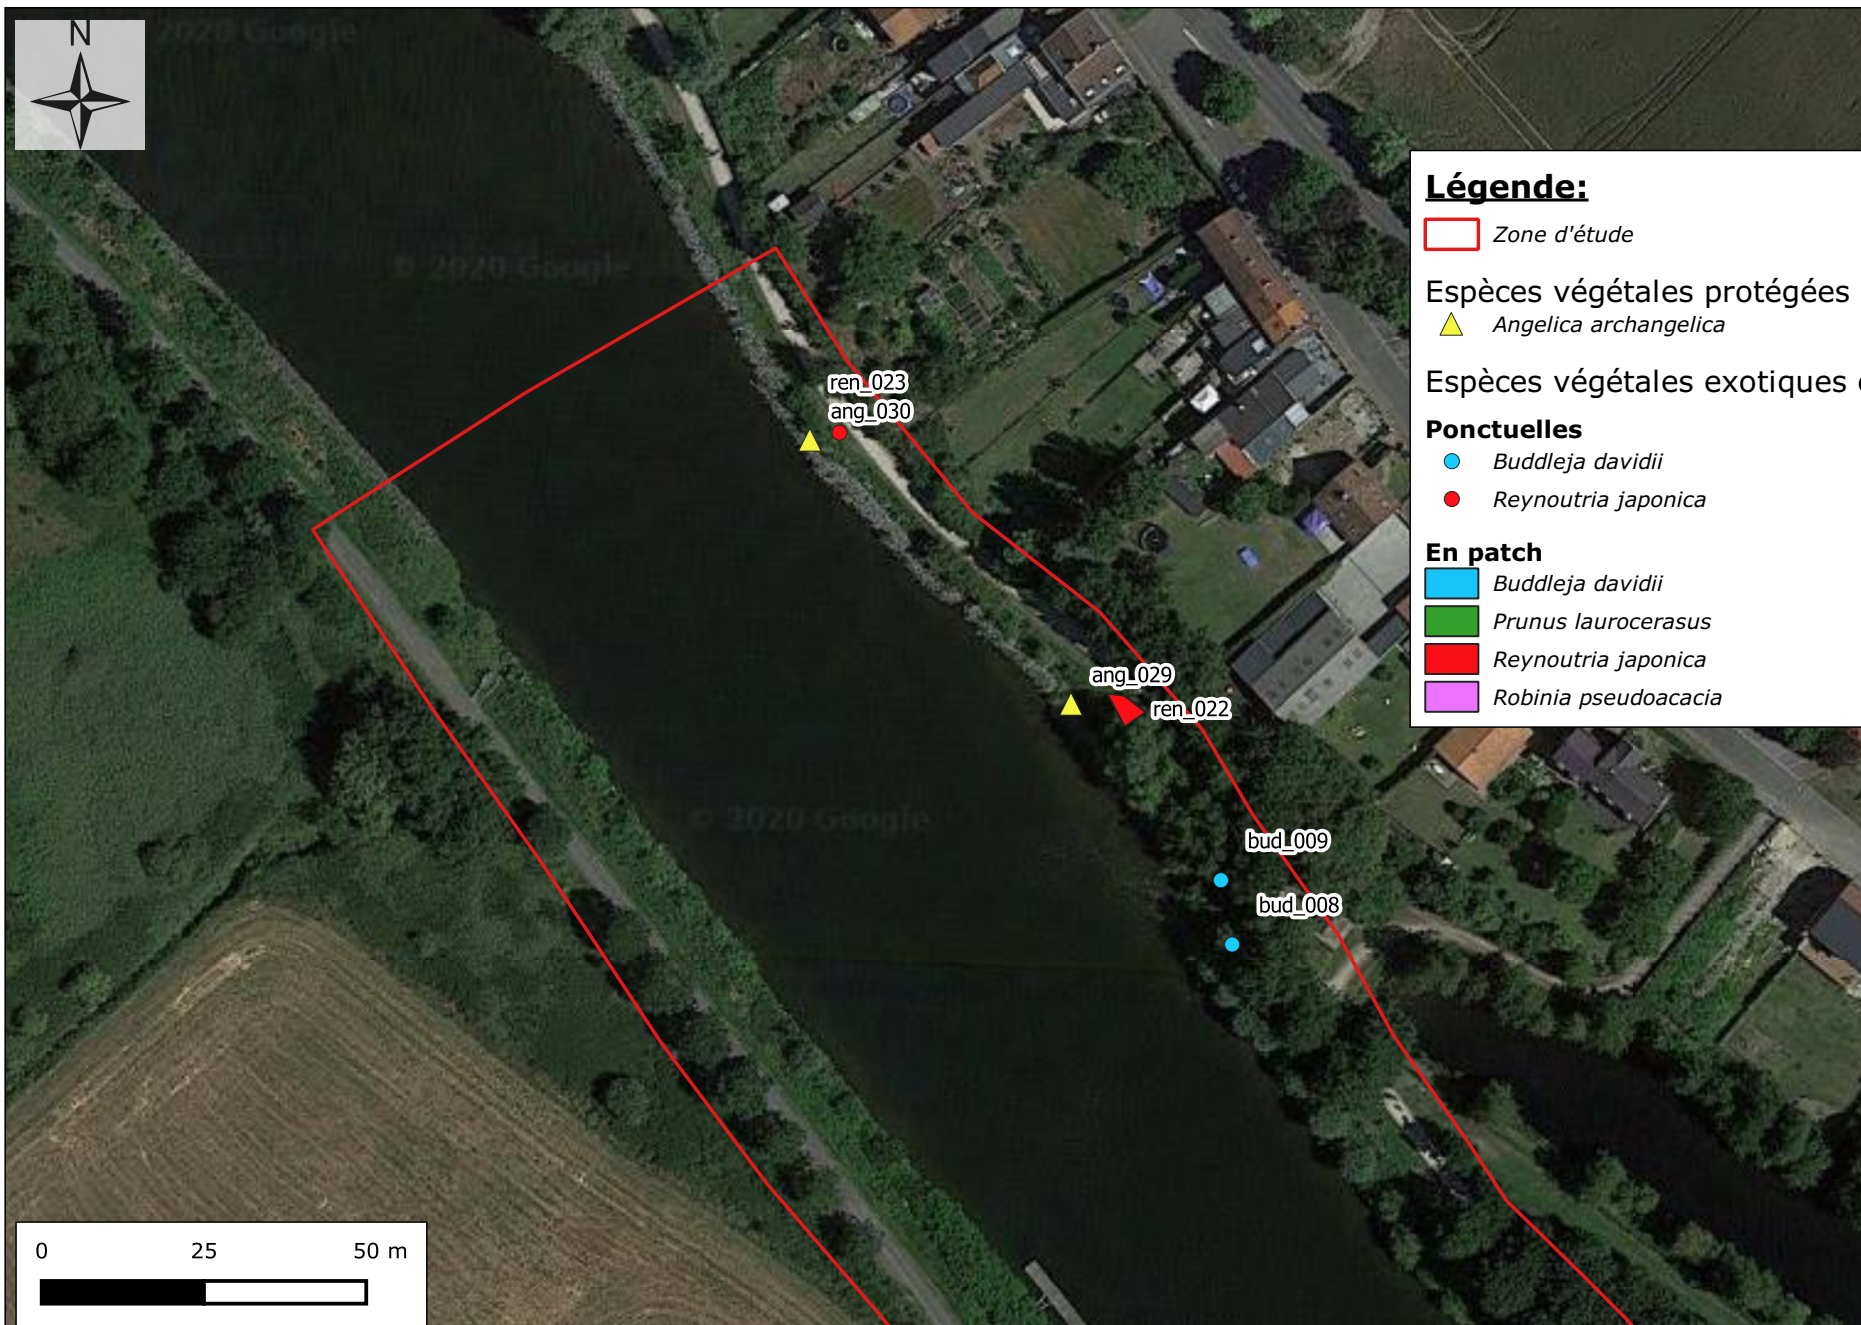 N
2020 Google
© 2020 Google
Légende:
Zone d'étude
Espèces végétales protégées
Angelica archangelica
Espèces végétales exotiques
Ponctuelles
Buddleja davidii
Reynoutria japonica
En patch
Buddleja davidii
Prunus laurocerasus
Reynoutria japonica
Robinia pseudoacacia
ren_023
ang_030
ang_029
ren_022
© 2020 Google
bud_009
bud_008
0 25 50 m